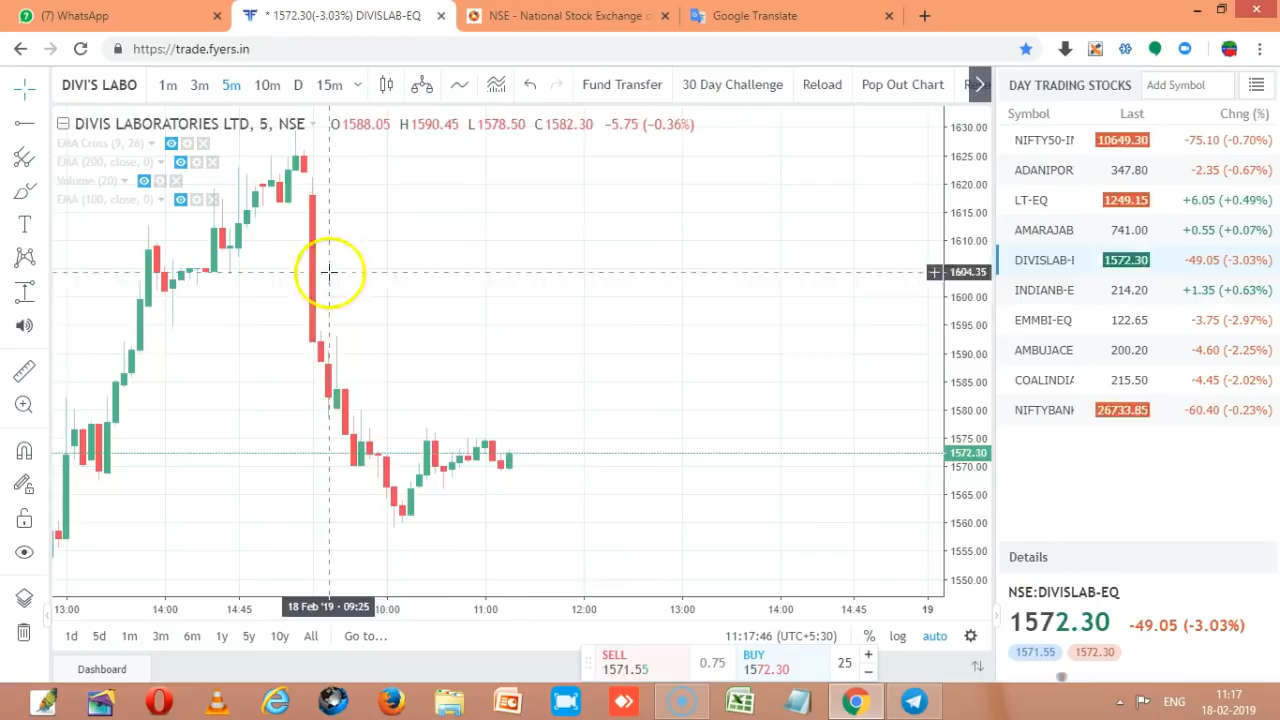 (7) WhatsApp
* 1572.30(-3.03%) DIVISLAB-EQ
NSE - National Stock Exchange o
Google Translate
https://trade.fyers.in
DIVI'S LABO 1m 3m 5m 10m D 15m Fund Transfer 30 Day Challenge Reload Pop Out Chart
DIVIS LABORATORIES LTD, 5, NSE O1588.05 H1590.45 L1578.50 C1582.30 -5.75 (-0.36%)
EMA Cross (9, 26)
EMA (200, close, 0)
Volume (20)
EMA (100, close, 0)
1630.00
1625.00
1620.00
1615.00
1610.00
1604.35
1600.00
1595.00
1590.00
1585.00
1580.00
1575.00
1572.30
1570.00
1565.00
1560.00
1555.00
1550.00
13:00 14:00 14:45 18 Feb '19 - 09:25 10:00 11:00 12:00 13:00 14:00 14:45 19
1d 5d 1m 3m 6m 1y 5y 10y All Go to... 11:17:46 (UTC+5:30) % log auto
Dashboard
SELL
1571.55
0.75
BUY
1572.30
25
DAY TRADING STOCKS Add Symbol
Symbol Last Chng (%)
NIFTY50-IN 10649.30 -75.10 (-0.70%)
ADANIPOR 347.80 -2.35 (-0.67%)
LT-EQ 1249.15 +6.05 (+0.49%)
AMARAJAB 741.00 +0.55 (+0.07%)
DIVISLAB-E 1572.30 -49.05 (-3.03%)
INDIANB-E 214.20 +1.35 (+0.63%)
EMMBI-EQ 122.65 -3.75 (-2.97%)
AMBUJACE 200.20 -4.60 (-2.25%)
COALINDIA 215.50 -4.45 (-2.02%)
NIFTYBANK 26733.85 -60.40 (-0.23%)
Details
NSE:DIVISLAB-EQ
1572.30 -49.05 (-3.03%)
1571.55 1572.30
ENG
11:17
18-02-2019